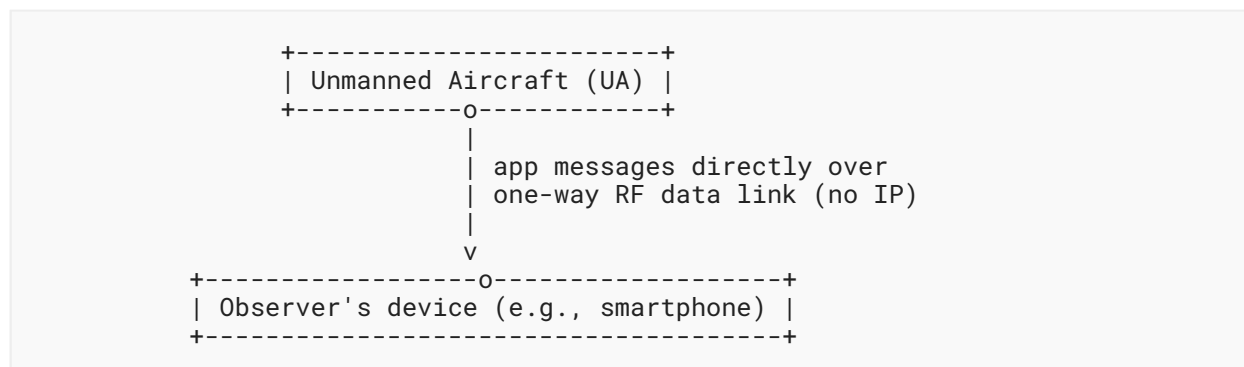 +------------------------+
| Unmanned Aircraft (UA) |
+-----------o------------+
|
| app messages directly over
| one-way RF data link (no IP)
|
v
+------------------o-------------------+
| Observer's device (e.g., smartphone) |
+--------------------------------------+